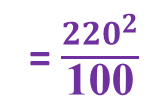 = 220² / 100